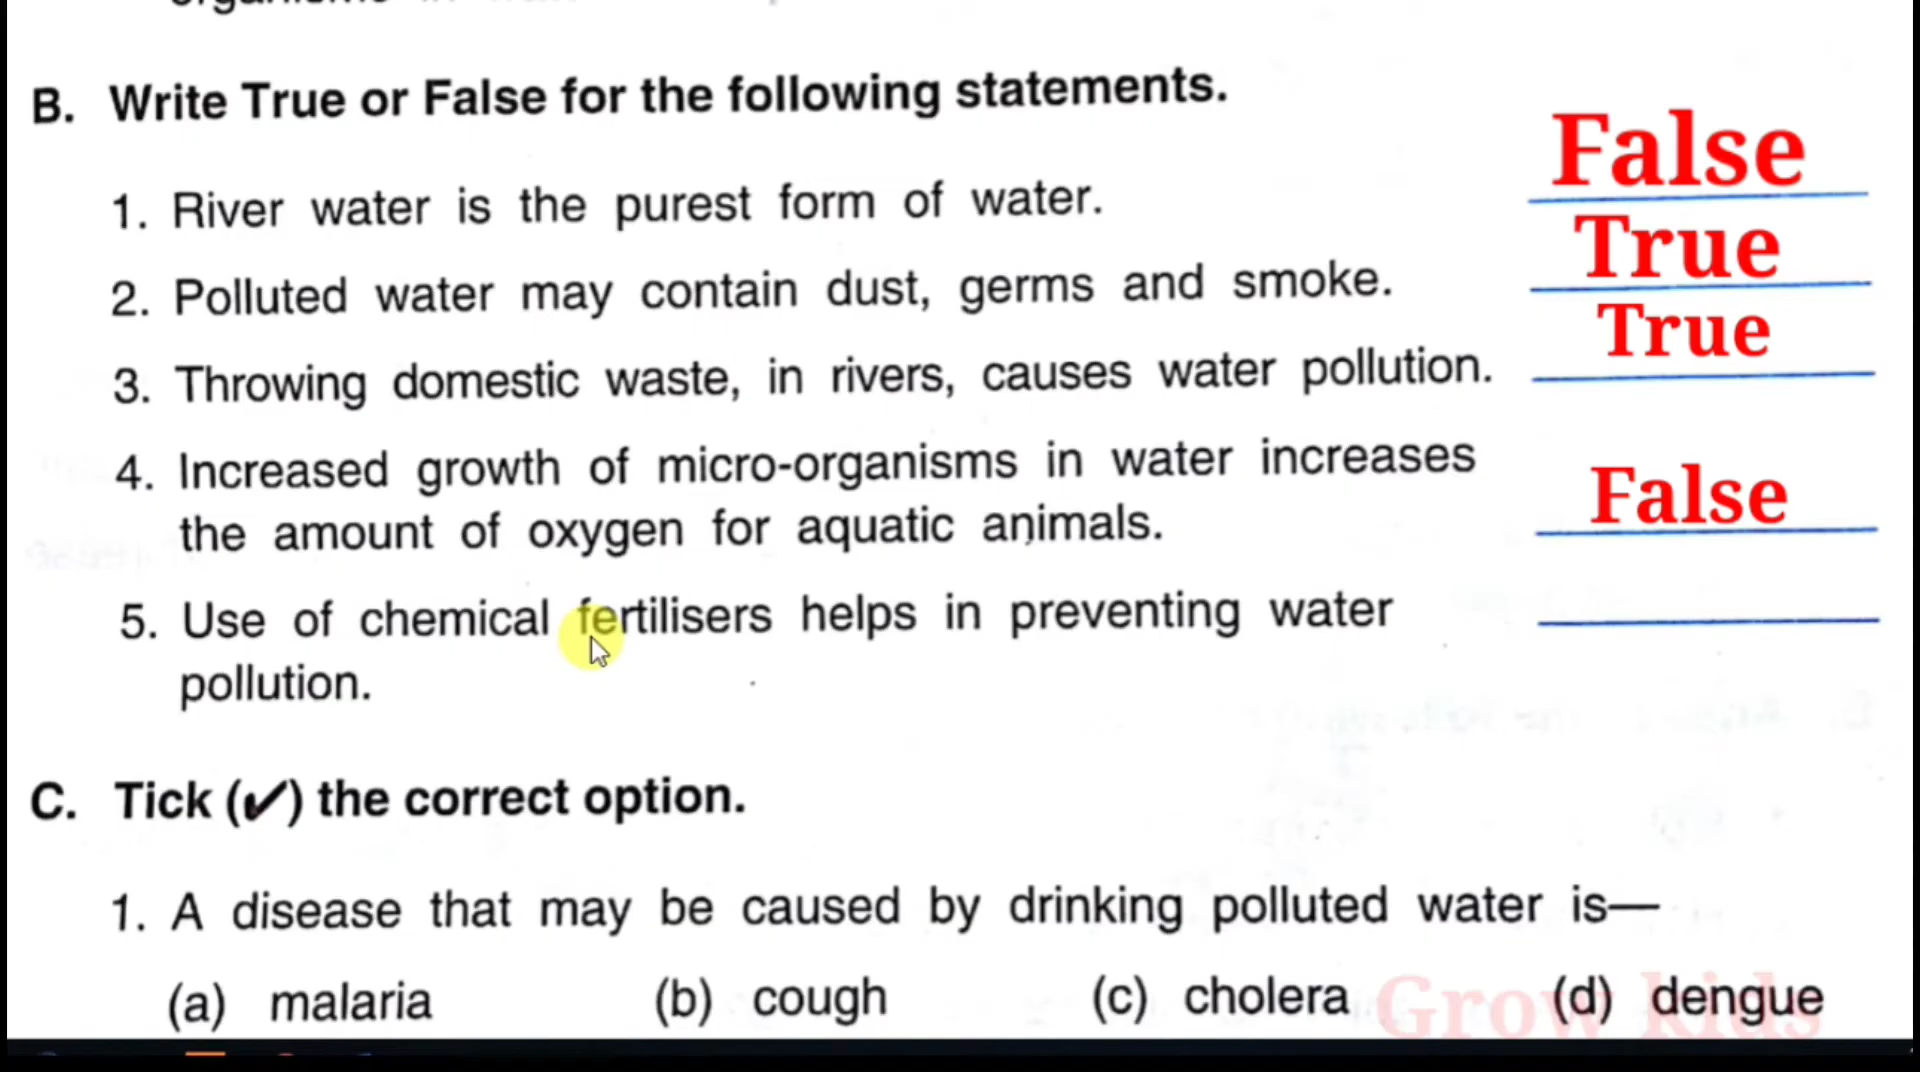 B. Write True or False for the following statements.
False
1. River water is the purest form of water.
True
2. Polluted water may contain dust, germs and smoke.
True
3. Throwing domestic waste, in rivers, causes water pollution.
4. Increased growth of micro-organisms in water increases
False
the amount of oxygen for aquatic animals.
5. Use of chemical fertilisers helps in preventing water
pollution.
C. Tick (✔) the correct option.
1. A disease that may be caused by drinking polluted water is—
(a) malaria (b) cough (c) cholera (d) dengue
Grow kids